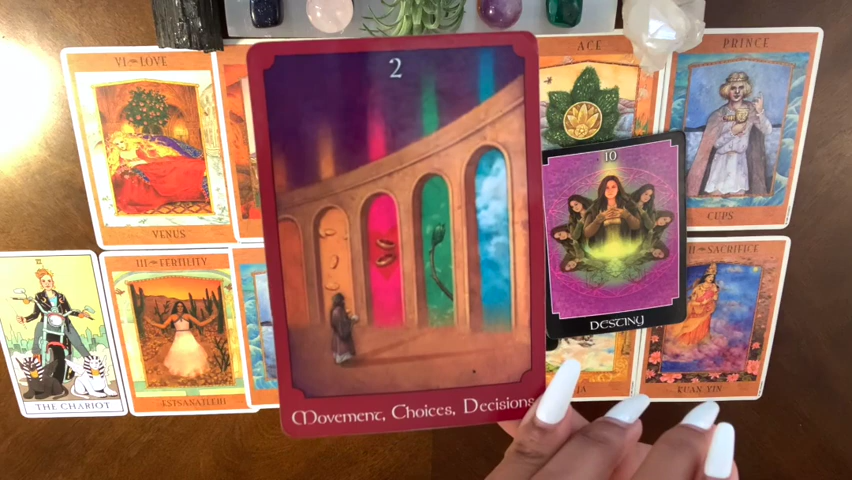 VI LOVE
2
ACE
PRINCE
10
VENUS
CUPS
III FERTILITY
SACRIFICE
DESTINY
THE CHARIOT
ESTSANATLEHI
Movement, Choices, Decisions
KUAN YIN